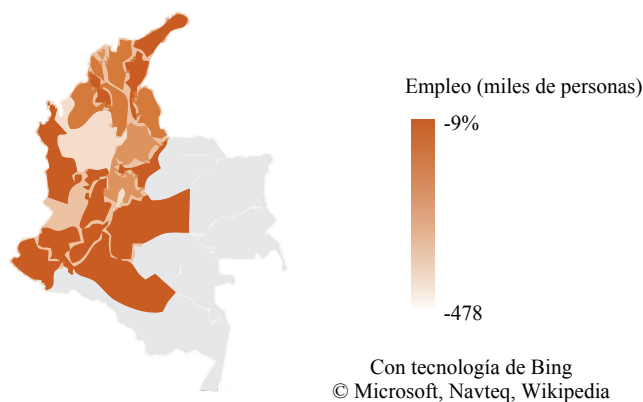 Empleo (miles de personas)
-9%
-478
Con tecnología de Bing
© Microsoft, Navteq, Wikipedia